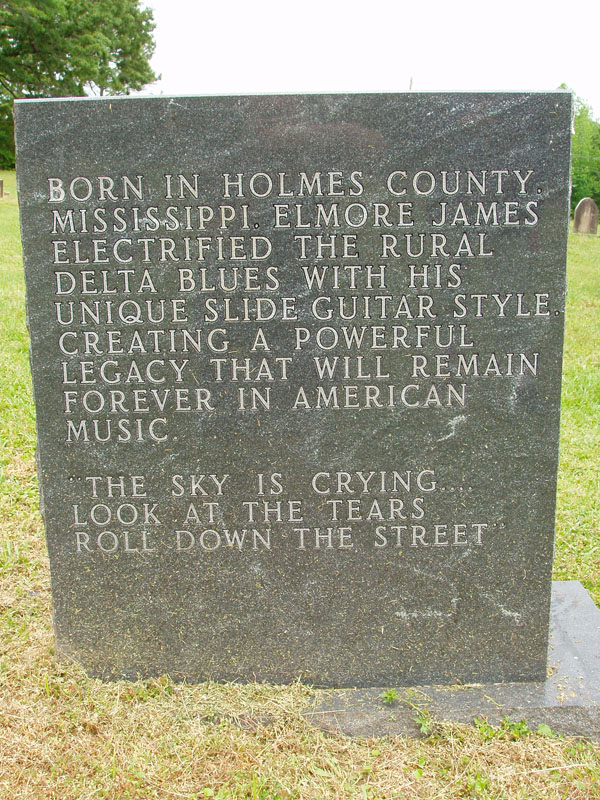 BORN IN HOLMES COUNTY,
MISSISSIPPI, ELMORE JAMES
ELECTRIFIED THE RURAL
DELTA BLUES WITH HIS
UNIQUE SLIDE GUITAR STYLE,
CREATING A POWERFUL
LEGACY THAT WILL REMAIN
FOREVER IN AMERICAN
MUSIC.
"THE SKY IS CRYING....
LOOK AT THE TEARS
ROLL DOWN THE STREET"